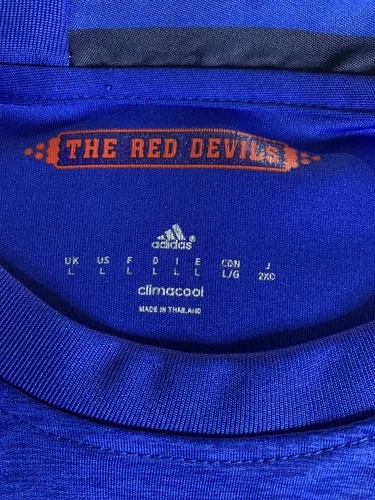 THE RED DEVILS
adidas
UK US F D I E CDN J
L L L L L L L/G 2XO
climacool
MADE IN THAILAND